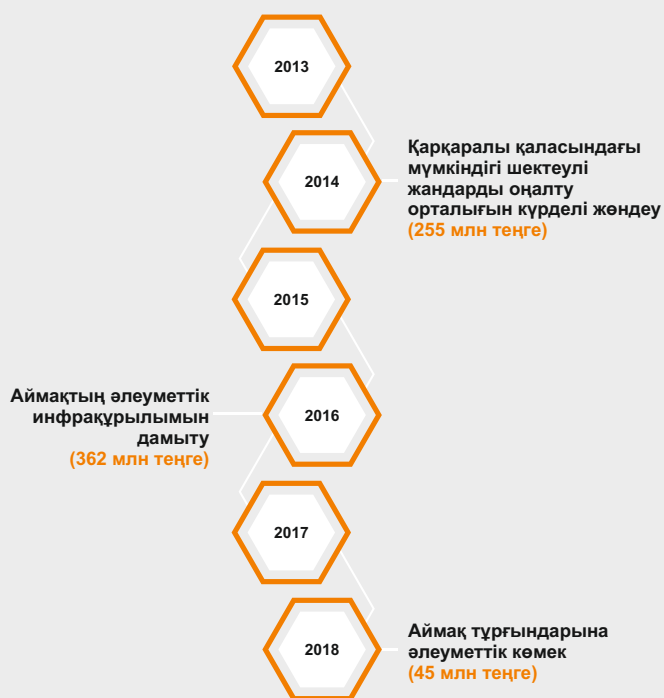 2013
2014
Қарқаралы қаласындағы
мүмкіндігі шектеулі
жандарды оңалту
орталығын күрделі жөндеу
(255 млн теңге)
2015
Аймақтың әлеуметтік
инфрақұрылымын
дамыту
(362 млн теңге)
2016
2017
2018
Аймақ тұрғындарына
әлеуметтік көмек
(45 млн теңге)